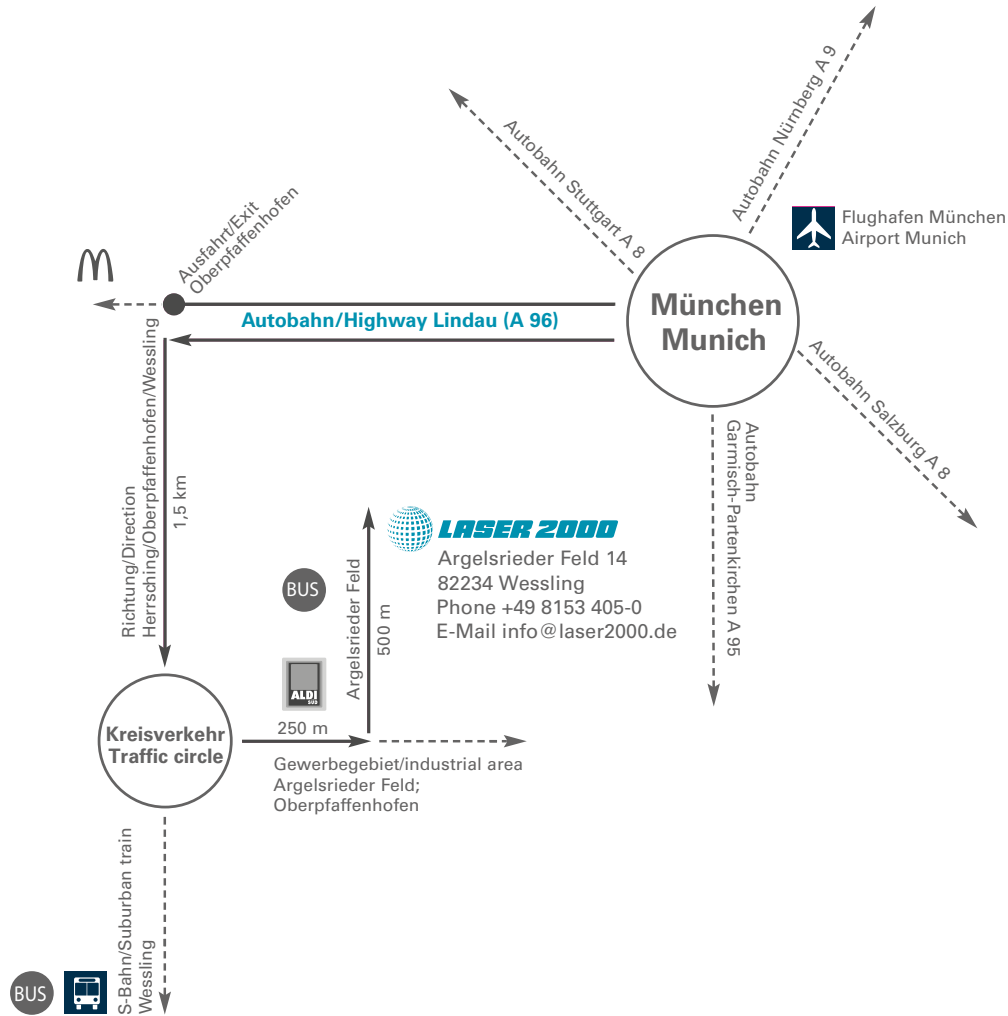 Autobahn Nürnberg A 9
Autobahn Stuttgart A 8
Flughafen München
Airport Munich
Ausfahrt/Exit
Oberpfaffenhofen
Autobahn/Highway Lindau (A 96)
München
Munich
Autobahn Salzburg A 8
Autobahn
Garmisch-Partenkirchen A 95
Richtung/Direction
Herrsching/Oberpfaffenhofen/Wessling
1,5 km
LASER 2000
Argelsrieder Feld 14
82234 Wessling
Phone +49 8153 405-0
E-Mail info@laser2000.de
BUS
Argelsrieder Feld
500 m
ALDI
SÜD
250 m
Kreisverkehr
Traffic circle
Gewerbegebiet/industrial area
Argelsrieder Feld;
Oberpfaffenhofen
S-Bahn/Suburban train
Wessling
BUS